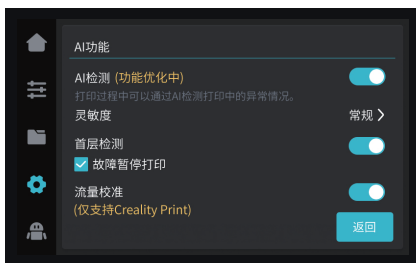 AI功能
AI检测 (功能优化中)
打印过程中可以通过AI检测打印中的异常情况。
灵敏度 常规
首层检测
故障暂停打印
流量校准
(仅支持Creality Print)
返回